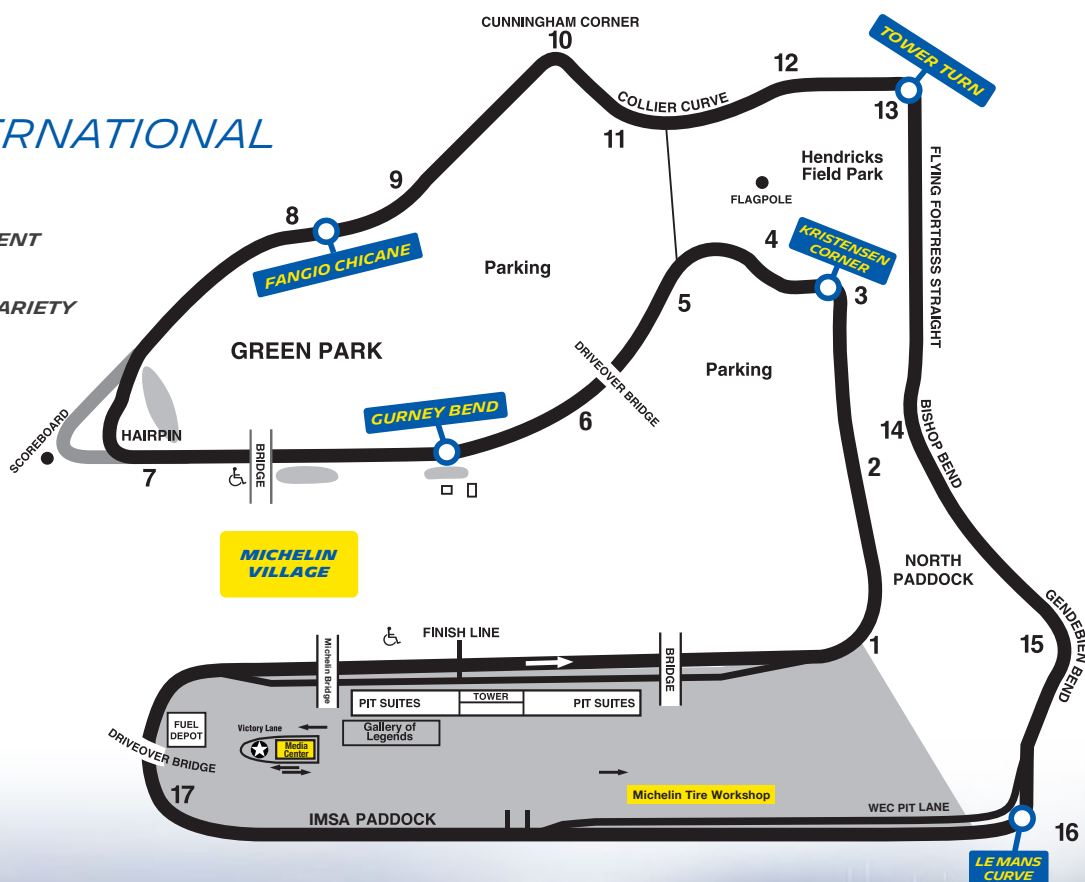 CUNNINGHAM CORNER
10
TOWER TURN
12
COLLIER CURVE
13
11
ERNATIONAL
Hendricks
Field Park
FLAGPOLE
FLYING FORTRESS STRAIGHT
9
8
ENT
FANGIO CHICANE
Parking
4
KRISTENSEN
CORNER
3
5
ARIETY
GREEN PARK
DRIVEOVER BRIDGE
Parking
GURNEY BEND
6
SCOREBOARD
HAIRPIN
7
BRIDGE
14
BISHOP BEND
2
MICHELIN
VILLAGE
NORTH
PADDOCK
GENDEBIEN BEND
15
1
FINISH LINE
Michelin Bridge
BRIDGE
PIT SUITES
TOWER
PIT SUITES
FUEL
DEPOT
Victory Lane
Gallery of
Legends
Media
Center
DRIVEOVER BRIDGE
17
Michelin Tire Workshop
IMSA PADDOCK
WEC PIT LANE
16
LE MANS
CURVE